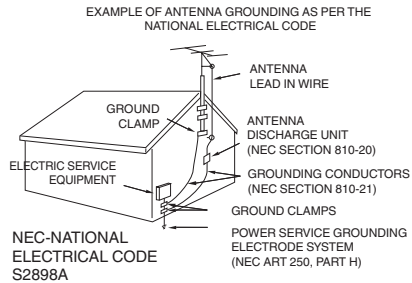 EXAMPLE OF ANTENNA GROUNDING AS PER THE
NATIONAL ELECTRICAL CODE
ANTENNA
LEAD IN WIRE
GROUND
CLAMP
ANTENNA
DISCHARGE UNIT
(NEC SECTION 810-20)
ELECTRIC SERVICE
EQUIPMENT
GROUNDING CONDUCTORS
(NEC SECTION 810-21)
GROUND CLAMPS
POWER SERVICE GROUNDING
ELECTRODE SYSTEM
(NEC ART 250, PART H)
NEC-NATIONAL
ELECTRICAL CODE
S2898A